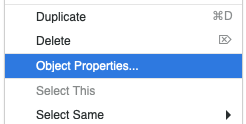 Duplicate ⌘D
Delete ⌦
Object Properties...
Select This
Select Same